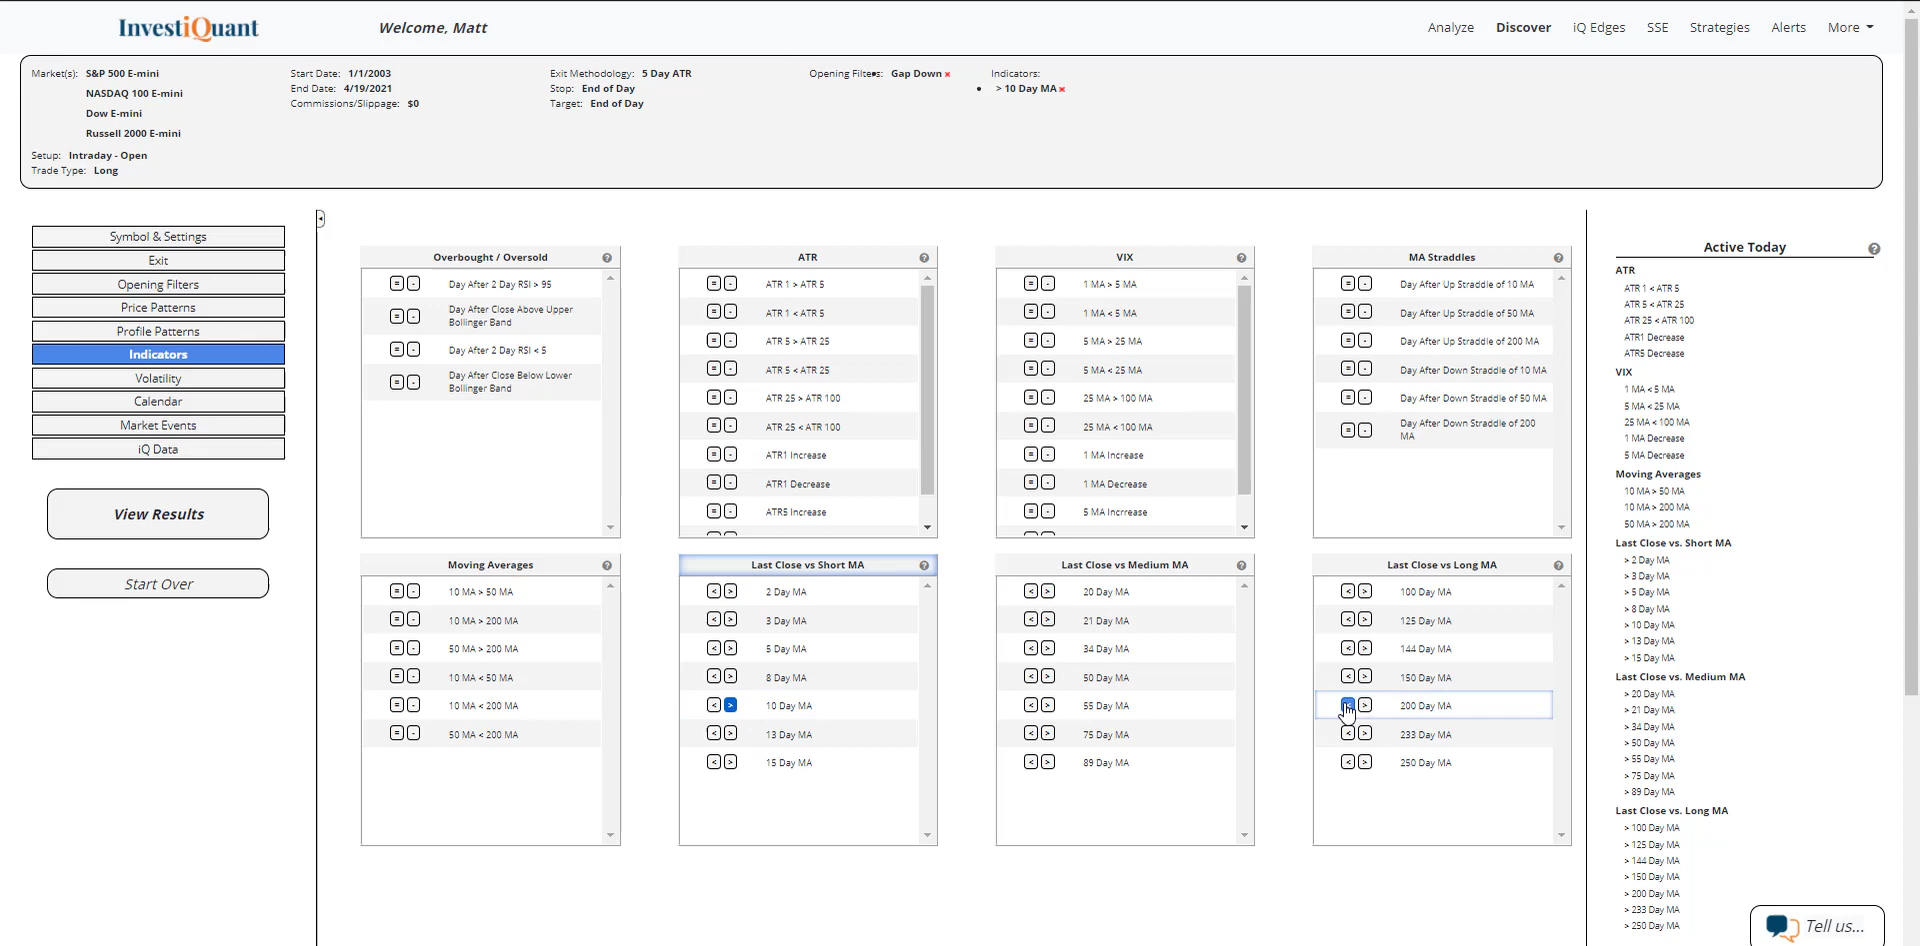 InvestiQuant
Welcome, Matt
Analyze Discover iQ Edges SSE Strategies Alerts More
Market(s): S&P 500 E-mini
NASDAQ 100 E-mini
Dow E-mini
Russell 2000 E-mini
Setup: Intraday - Open
Trade Type: Long
Start Date: 1/1/2003
End Date: 4/19/2021
Commissions/Slippage: $0
Exit Methodology: 5 Day ATR
Stop: End of Day
Target: End of Day
Opening Filters: Gap Down x
Indicators:
• > 10 Day MA x
Symbol & Settings
Exit
Opening Filters
Price Patterns
Profile Patterns
Indicators
Volatility
Calendar
Market Events
iQ Data
View Results
Start Over
Overbought / Oversold ?
= - Day After 2 Day RSI > 95
= - Day After Close Above Upper
Bollinger Band
= - Day After 2 Day RSI < 5
= - Day After Close Below Lower
Bollinger Band
ATR ?
= - ATR 1 > ATR 5
= - ATR 1 < ATR 5
= - ATR 5 > ATR 25
= - ATR 5 < ATR 25
= - ATR 25 > ATR 100
= - ATR 25 < ATR 100
= - ATR1 Increase
= - ATR1 Decrease
= - ATR5 Increase
VIX ?
= - 1 MA > 5 MA
= - 1 MA < 5 MA
= - 5 MA > 25 MA
= - 5 MA < 25 MA
= - 25 MA > 100 MA
= - 25 MA < 100 MA
= - 1 MA Increase
= - 1 MA Decrease
= - 5 MA Incrrease
MA Straddles ?
= - Day After Up Straddle of 10 MA
= - Day After Up Straddle of 50 MA
= - Day After Up Straddle of 200 MA
= - Day After Down Straddle of 10 MA
= - Day After Down Straddle of 50 MA
= - Day After Down Straddle of 200
MA
Moving Averages ?
= - 10 MA > 50 MA
= - 10 MA > 200 MA
= - 50 MA > 200 MA
= - 10 MA < 50 MA
= - 10 MA < 200 MA
= - 50 MA < 200 MA
Last Close vs Short MA ?
< > 2 Day MA
< > 3 Day MA
< > 5 Day MA
< > 8 Day MA
< > 10 Day MA
< > 13 Day MA
< > 15 Day MA
Last Close vs Medium MA ?
< > 20 Day MA
< > 21 Day MA
< > 34 Day MA
< > 50 Day MA
< > 55 Day MA
< > 75 Day MA
< > 89 Day MA
Last Close vs Long MA ?
< > 100 Day MA
< > 125 Day MA
< > 144 Day MA
< > 150 Day MA
< > 200 Day MA
< > 233 Day MA
< > 250 Day MA
Active Today ?
ATR
ATR 1 < ATR 5
ATR 5 < ATR 25
ATR 25 < ATR 100
ATR1 Decrease
ATR5 Decrease
VIX
1 MA < 5 MA
5 MA < 25 MA
25 MA < 100 MA
1 MA Decrease
5 MA Decrease
Moving Averages
10 MA > 50 MA
10 MA > 200 MA
50 MA > 200 MA
Last Close vs. Short MA
> 2 Day MA
> 3 Day MA
> 5 Day MA
> 8 Day MA
> 10 Day MA
> 13 Day MA
> 15 Day MA
Last Close vs. Medium MA
> 20 Day MA
> 21 Day MA
> 34 Day MA
> 50 Day MA
> 55 Day MA
> 75 Day MA
> 89 Day MA
Last Close vs. Long MA
> 100 Day MA
> 125 Day MA
> 144 Day MA
> 150 Day MA
> 200 Day MA
> 233 Day MA
> 250 Day MA
Tell us...